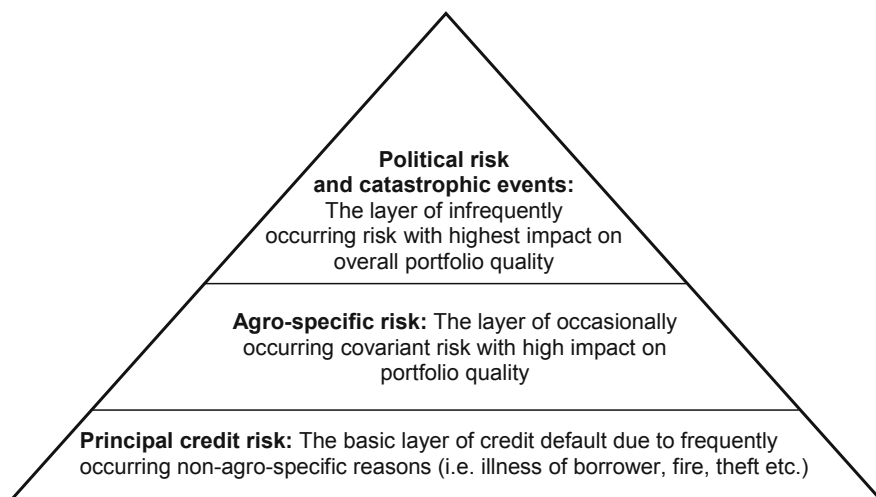 Political risk
and catastrophic events:
The layer of infrequently
occurring risk with highest impact on
overall portfolio quality
Agro-specific risk: The layer of occasionally
occurring covariant risk with high impact on
portfolio quality
Principal credit risk: The basic layer of credit default due to frequently
occurring non-agro-specific reasons (i.e. illness of borrower, fire, theft etc.)